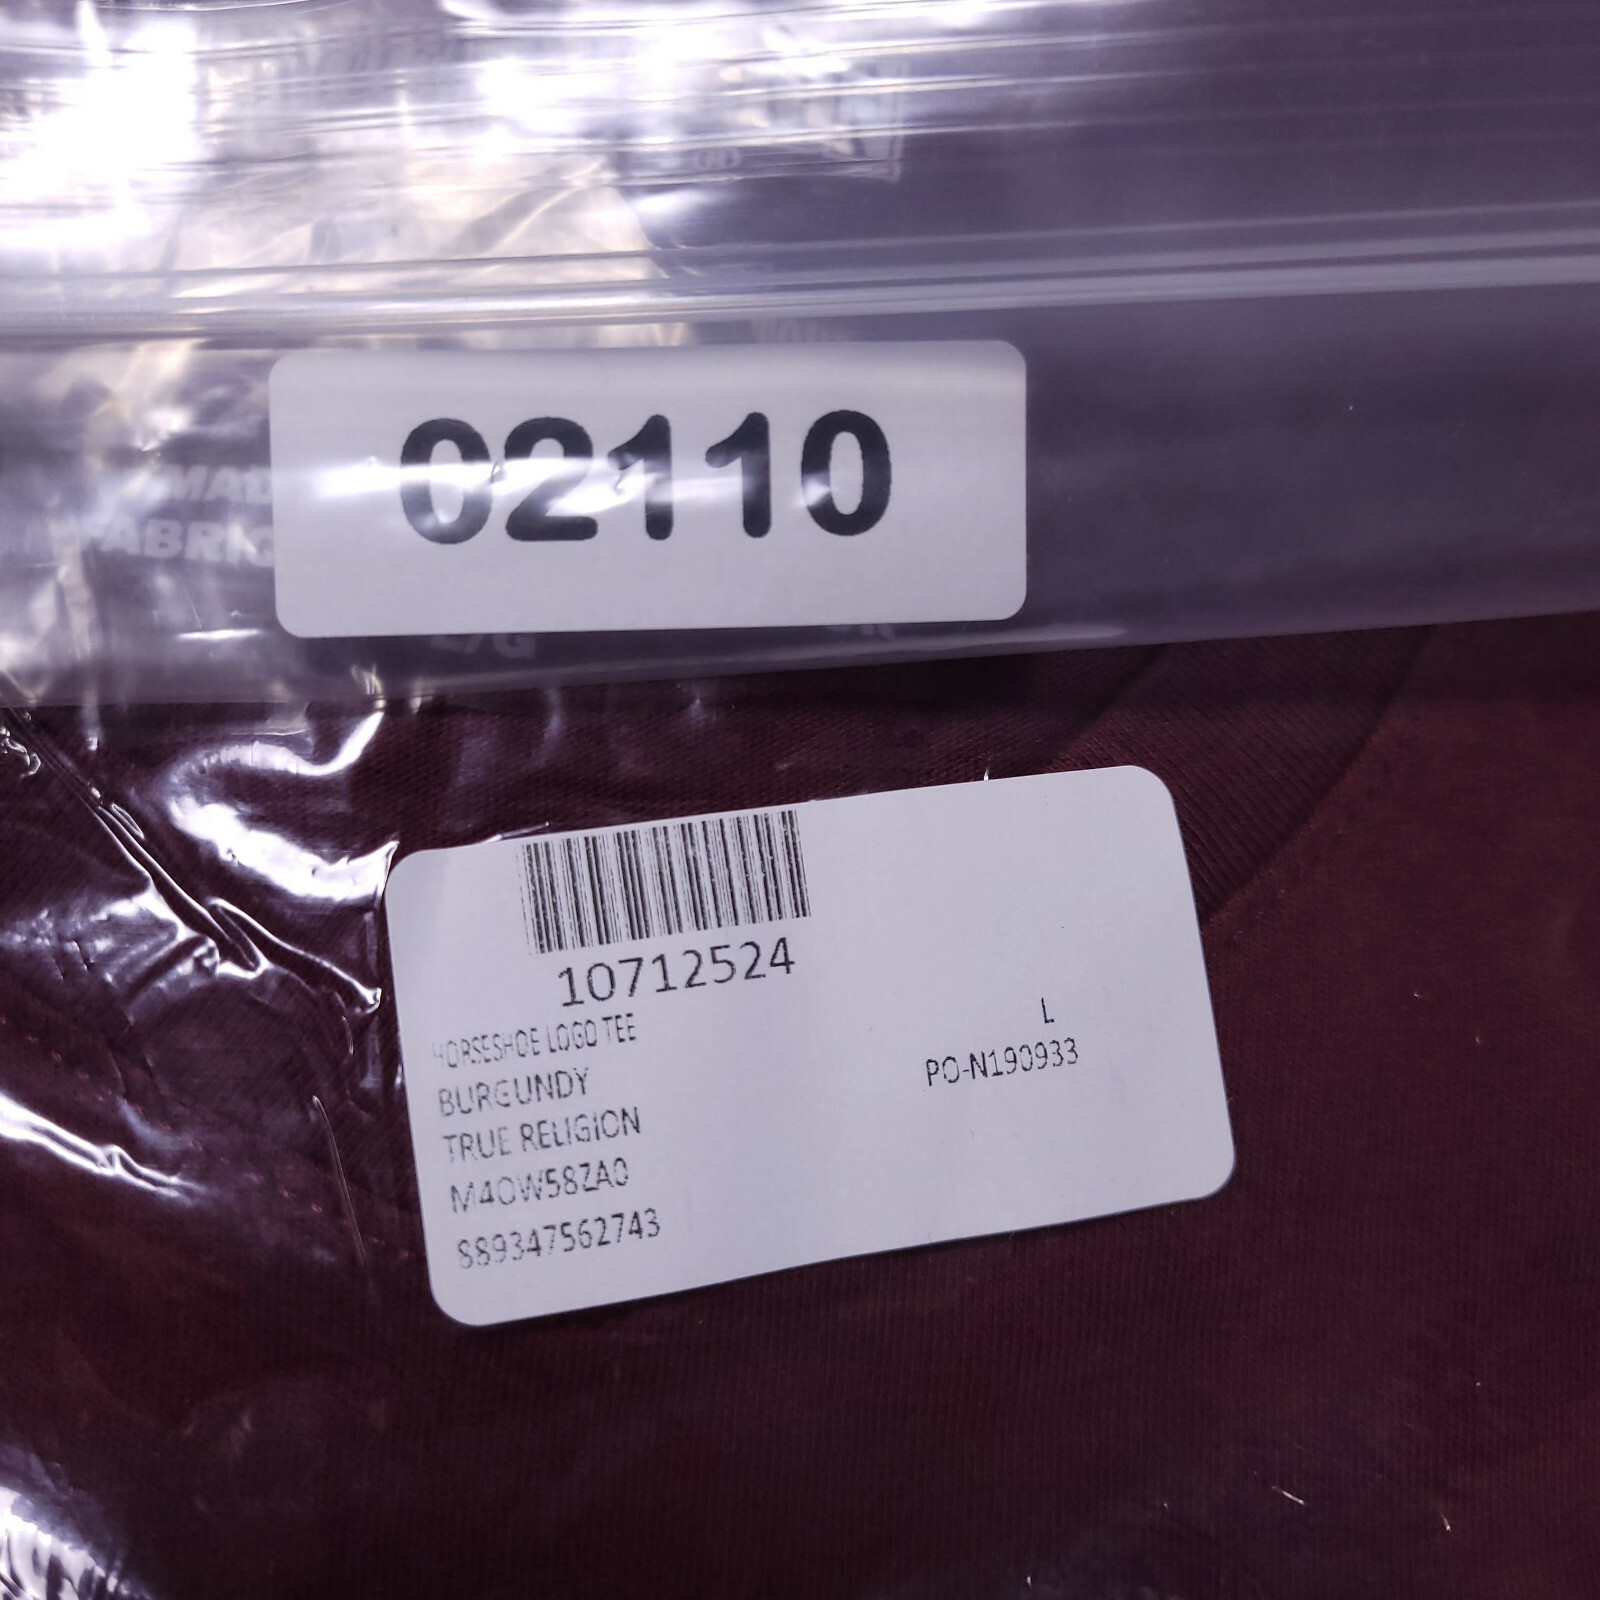 02110
L/G
10712524
HORSESHOE LOGO TEE
BURGUNDY
TRUE RELIGION
M40W58ZA0
889347562743
L
PO-N190933